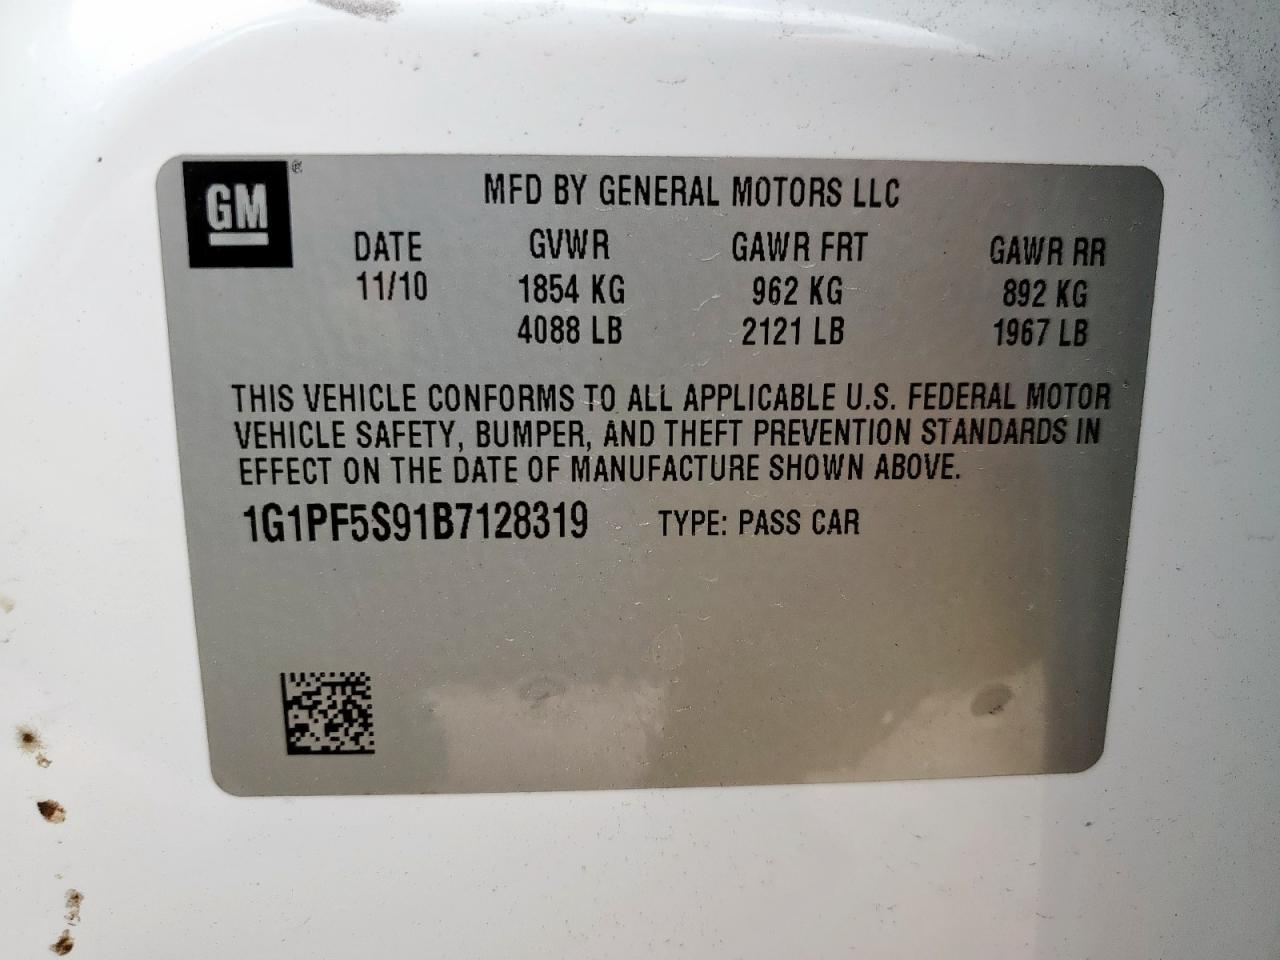 GM ®
MFD BY GENERAL MOTORS LLC
DATE GVWR GAWR FRT GAWR RR
11/10 1854 KG 962 KG 892 KG
4088 LB 2121 LB 1967 LB
THIS VEHICLE CONFORMS TO ALL APPLICABLE U.S. FEDERAL MOTOR
VEHICLE SAFETY, BUMPER, AND THEFT PREVENTION STANDARDS IN
EFFECT ON THE DATE OF MANUFACTURE SHOWN ABOVE.
1G1PF5S91B7128319 TYPE: PASS CAR